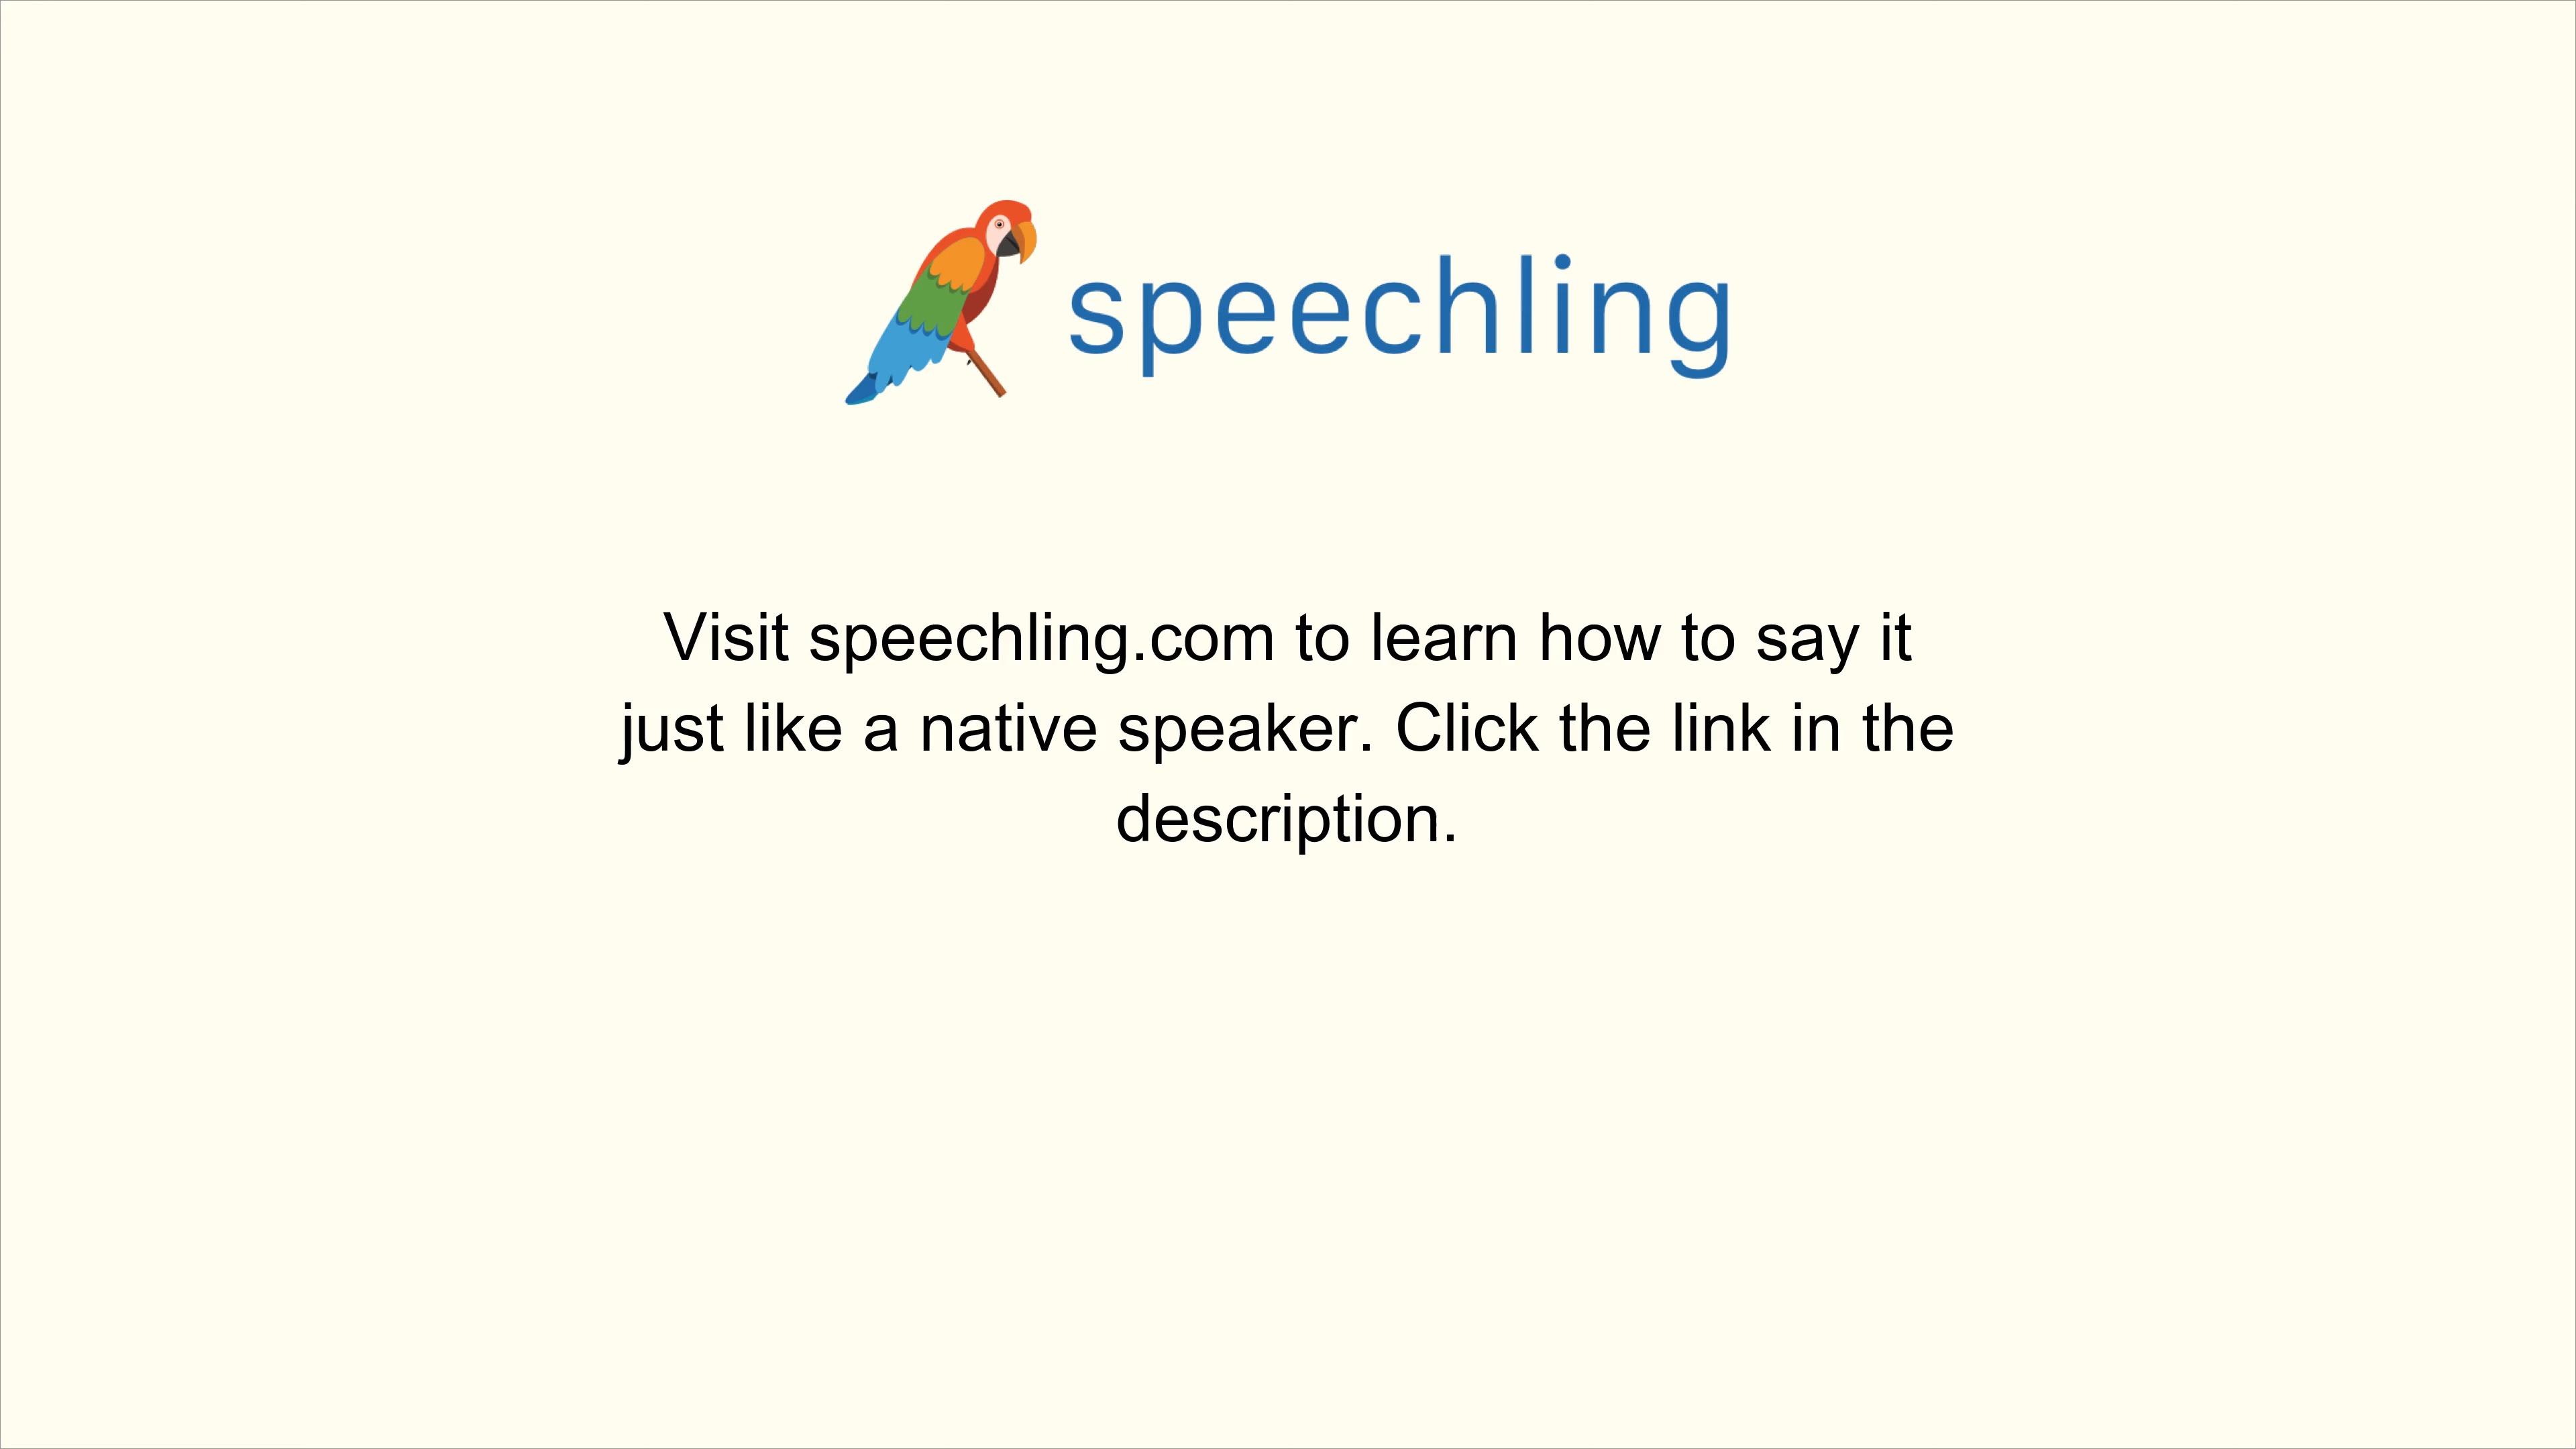 speechling
Visit speechling.com to learn how to say it
just like a native speaker. Click the link in the
description.